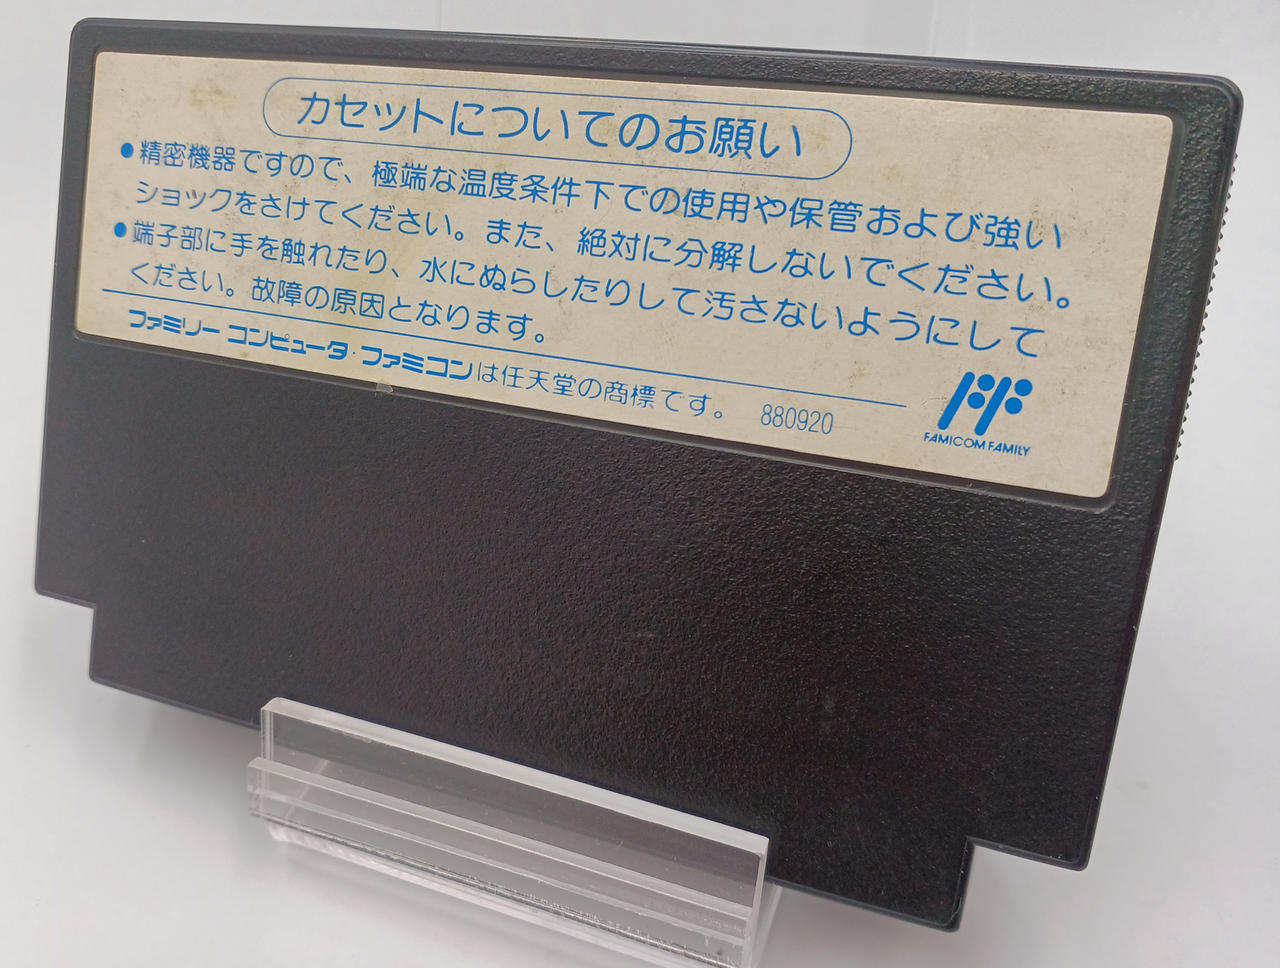 カセットについてのお願い
●精密機器ですので、極端な温度条件下での使用や保管および強い
ショックをさけてください。また、絶対に分解しないでください。
●端子部に手を触れたり、水にぬらしたりして汚さないようにして
ください。故障の原因となります。
ファミリー コンピュータ・ファミコンは任天堂の商標です。 880920
FAMICOM FAMILY